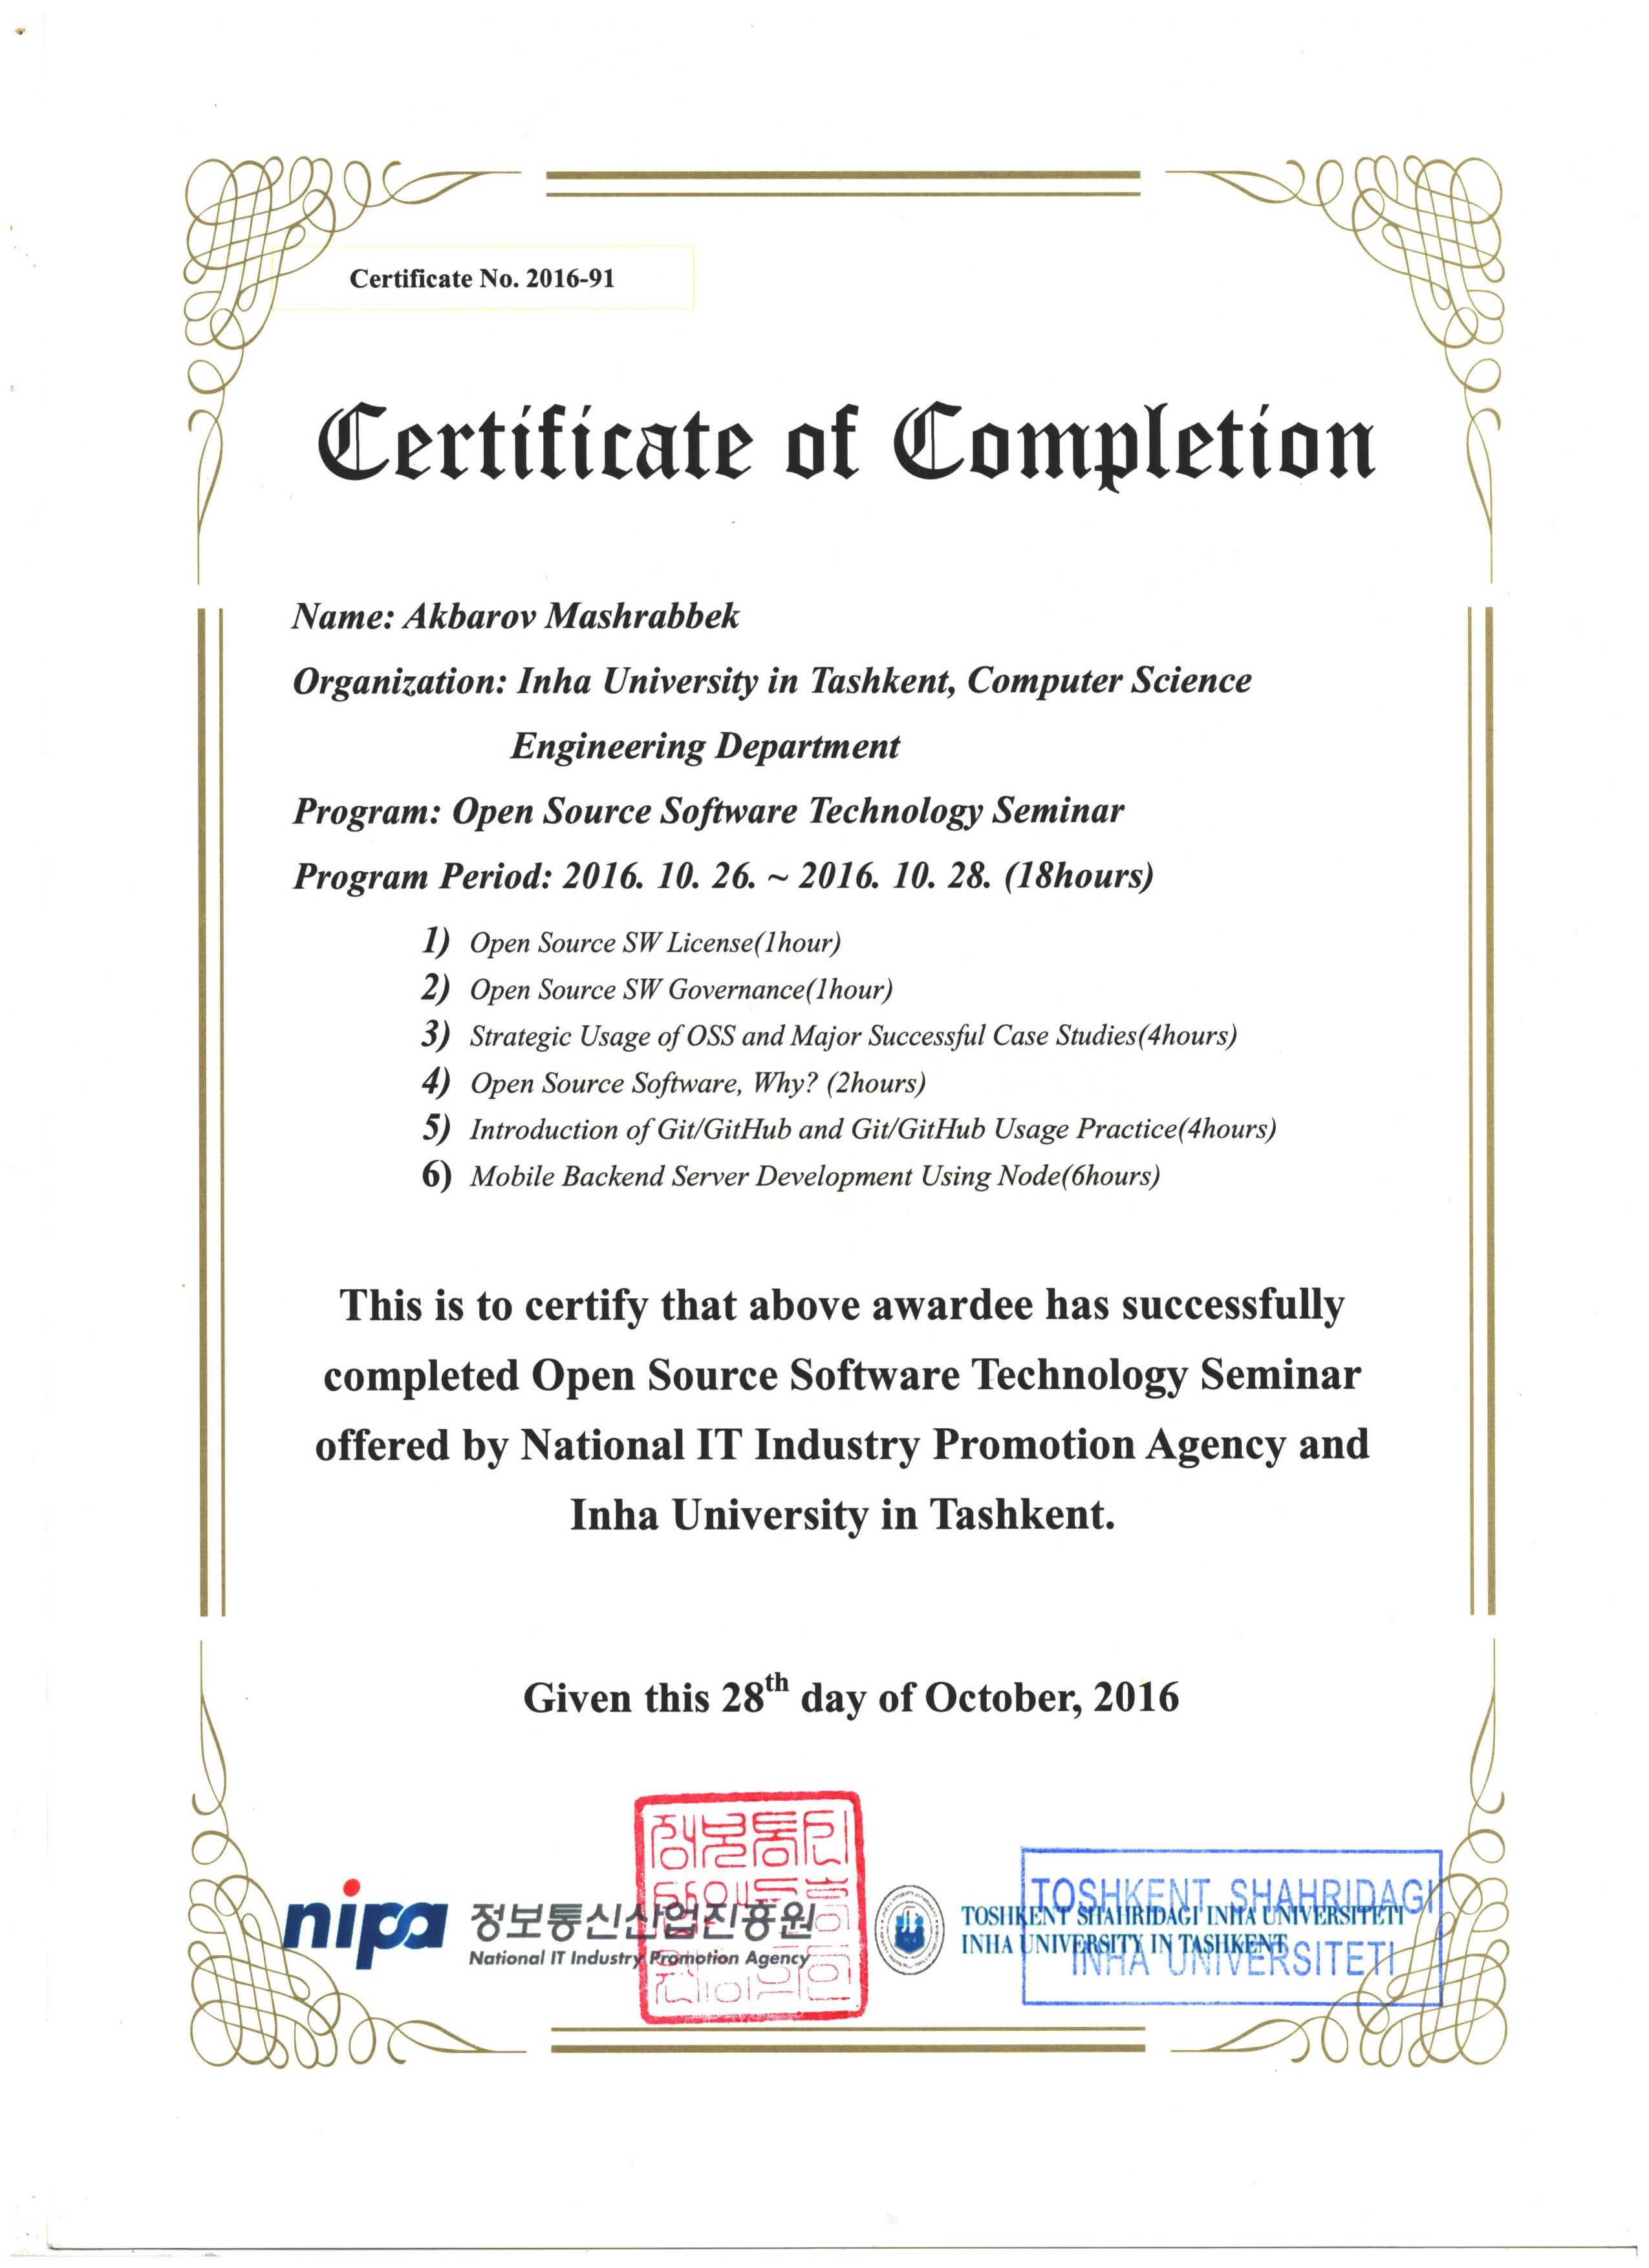 Certificate No. 2016-91
Certificate of Completion
Name: Akbarov Mashrabbek
Organization: Inha University in Tashkent, Computer Science
Engineering Department
Program: Open Source Software Technology Seminar
Program Period: 2016. 10. 26. ~ 2016. 10. 28. (18hours)
1) Open Source SW License(1hour)
2) Open Source SW Governance(1hour)
3) Strategic Usage of OSS and Major Successful Case Studies(4hours)
4) Open Source Software, Why? (2hours)
5) Introduction of Git/GitHub and Git/GitHub Usage Practice(4hours)
6) Mobile Backend Server Development Using Node(6hours)
This is to certify that above awardee has successfully
completed Open Source Software Technology Seminar
offered by National IT Industry Promotion Agency and
Inha University in Tashkent.
Given this 28th day of October, 2016
nipa 정보통신산업진흥원
National IT Industry Promotion Agency
TOSHKENT SHAHRIDAGI INHA UNIVERSITETI
INHA UNIVERSITY IN TASHKENT
TOSHKENT SHAHRIDAGI
INHA UNIVERSITETI